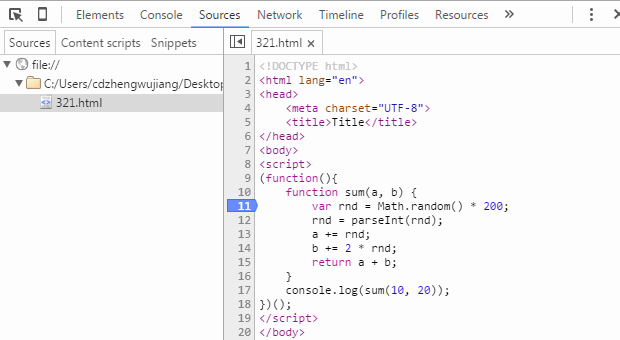 Elements Console Sources Network Timeline Profiles Resources »
Sources Content scripts Snippets
321.html ×
file://
C:/Users/cdzhengwujiang/Desktop
321.html
1 <!DOCTYPE html>
2 <html lang="en">
3 <head>
4 <meta charset="UTF-8">
5 <title>Title</title>
6 </head>
7 <body>
8 <script>
9 (function(){
10 function sum(a, b) {
11 var rnd = Math.random() * 200;
12 rnd = parseInt(rnd);
13 a += rnd;
14 b += 2 * rnd;
15 return a + b;
16 }
17 console.log(sum(10, 20));
18 })();
19 </script>
20 </body>